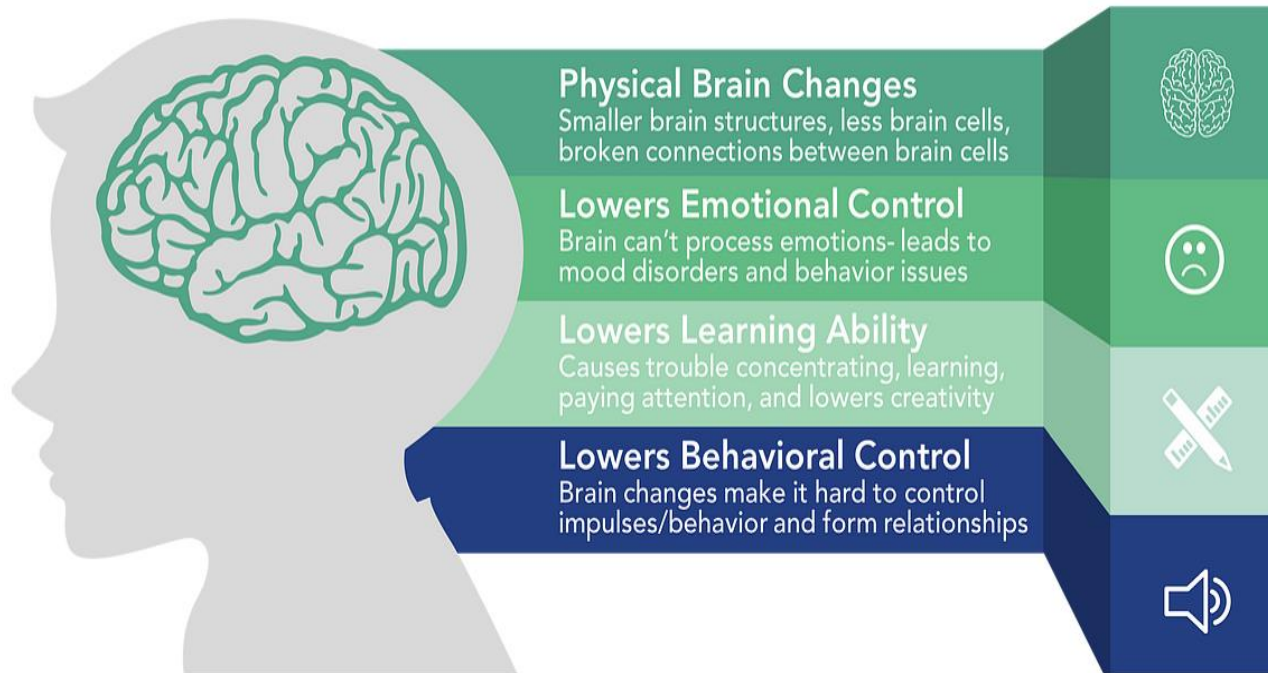 Physical Brain Changes
Smaller brain structures, less brain cells,
broken connections between brain cells
Lowers Emotional Control
Brain can't process emotions- leads to
mood disorders and behavior issues
Lowers Learning Ability
Causes trouble concentrating, learning,
paying attention, and lowers creativity
Lowers Behavioral Control
Brain changes make it hard to control
impulses/behavior and form relationships